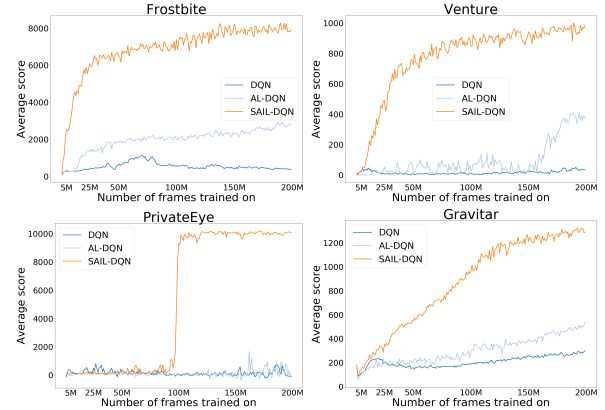 Frostbite
Average score
8000
6000
4000
2000
0
DQN
AL-DQN
SAIL-DQN
5M 25M 50M 100M 150M 200M
Number of frames trained on
Venture
Average score
1000
800
600
400
200
0
DQN
AL-DQN
SAIL-DQN
5M 25M 50M 100M 150M 200M
Number of frames trained on
PrivateEye
Average score
10000
8000
6000
4000
2000
0
DQN
AL-DQN
SAIL-DQN
5M 25M 50M 100M 150M 200M
Number of frames trained on
Gravitar
Average score
1200
1000
800
600
400
200
0
DQN
AL-DQN
SAIL-DQN
5M 25M 50M 100M 150M 200M
Number of frames trained on